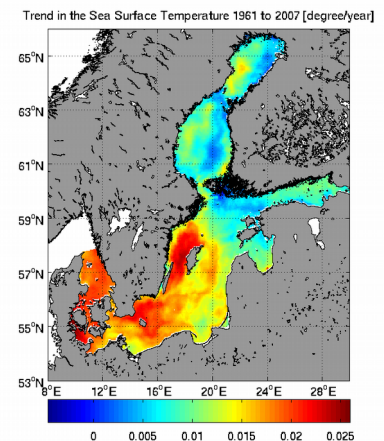 Trend in the Sea Surface Temperature 1961 to 2007 [degree/year]
65°N
63°N
61°N
59°N
57°N
55°N
53°N
8°E 12°E 16°E 20°E 24°E 28°E
0 0.005 0.01 0.015 0.02 0.025